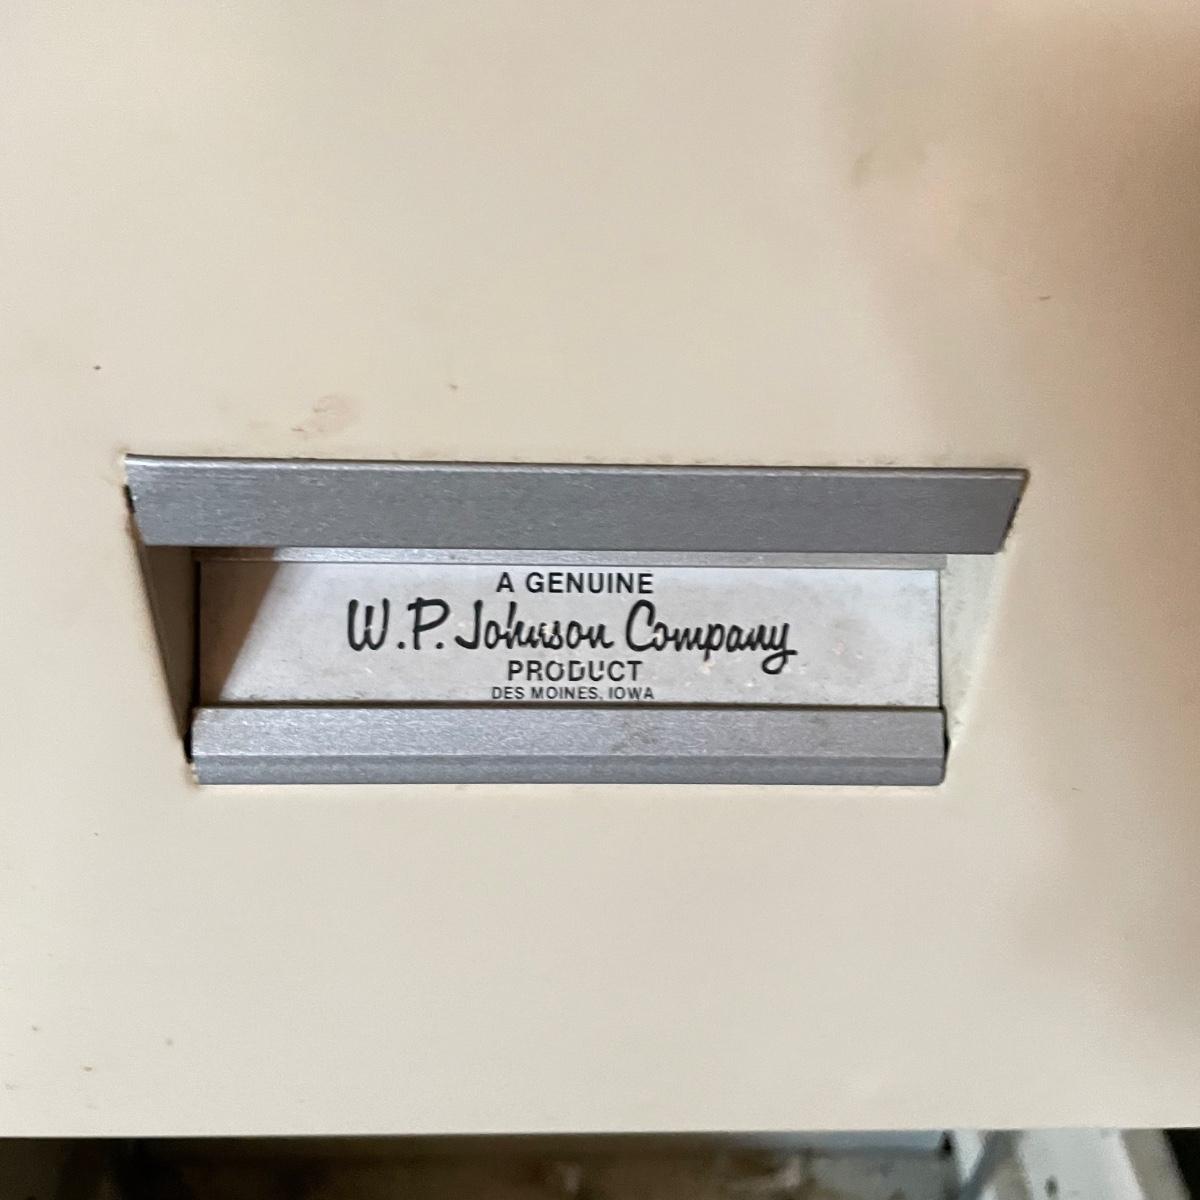 A GENUINE
W.P. Johnson Company
PRODUCT
DES MOINES, IOWA